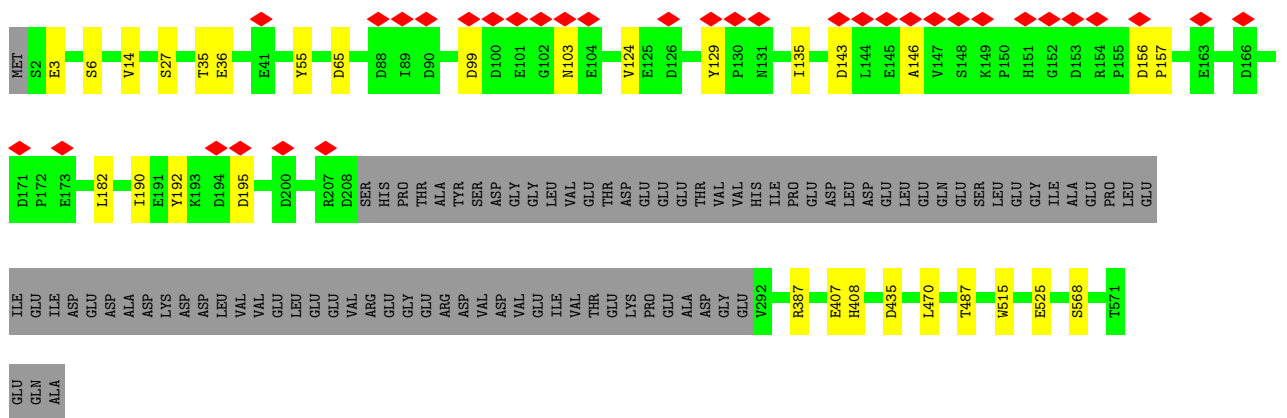 MET S2 E3 S6 V14 S27 T35 E36 E41 Y55 D65 D88 I89 D90 D99 D100 E101 G102 N103 E104 V124 E125 D126 Y129 P130 N131 I135 D143 L144 E145 A146 V147 S148 K149 P150 H151 G152 D153 R154 P155 D156 P157 E163 D166
D171 P172 E173 L182 I190 E191 Y192 K193 D194 D195 D200 R207 D208 SER HIS PRO THR ALA TYR SER ASP GLY GLY LEU VAL GLU THR ASP GLU GLU GLU THR VAL VAL HIS ILE PRO GLU ASP LEU ASP GLU LEU GLU GLN GLU SER LEU GLU GLY ILE ALA GLU PRO LEU GLU
ILE GLU ILE ASP GLU ASP ALA ASP LYS ASP ASP LEU VAL VAL GLU LEU GLU GLU VAL ARG GLU GLY GLU ARG ASP VAL ASP VAL GLU ILE VAL THR GLU LYS PRO GLU ALA ASP GLY GLU V292 R387 E407 H408 D435 L470 T487 W515 E525 S568 T571
GLU GLN ALA